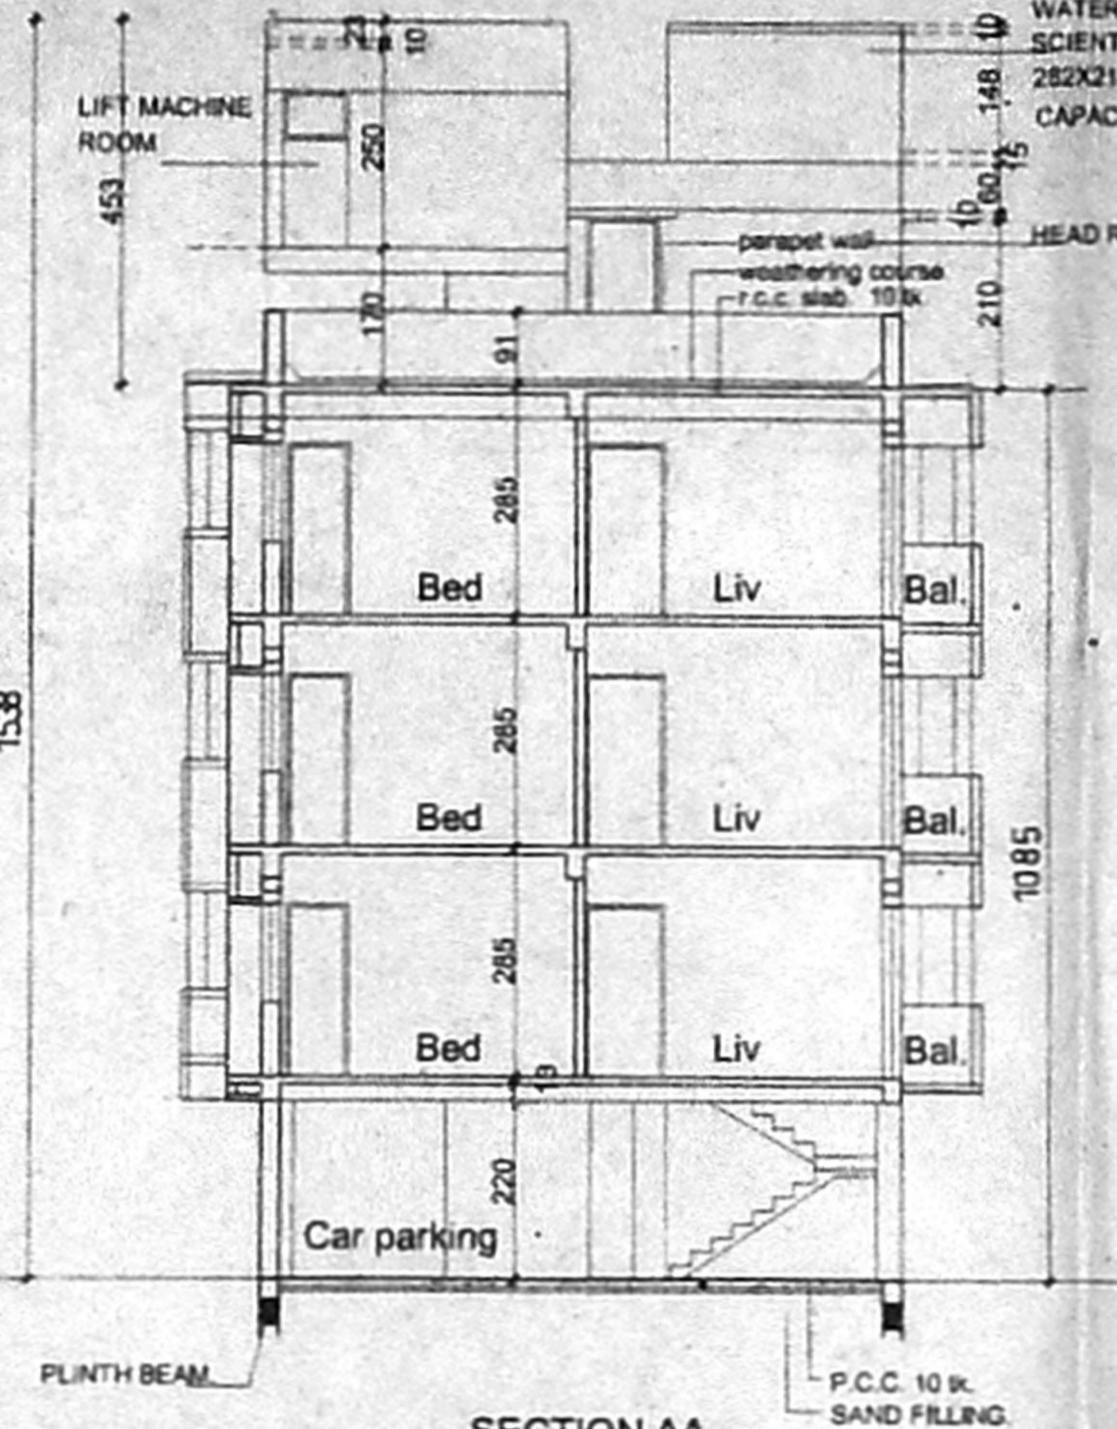 WATER
23
10
10
SCIENT
LIFT MACHINE
ROOM
282X21
148
CAPAC
250
15
453
60
10
parapet wall
HEAD R
weathering course
r.c.c. slab. 10 tk
170
210
91
285
Bed
Liv
Bal.
285
1538
Bed
Liv
Bal.
1085
285
Bed
Liv
Bal.
220
Car parking
PLINTH BEAM
P.C.C. 10 tk.
SAND FILLING.
SECTION AA